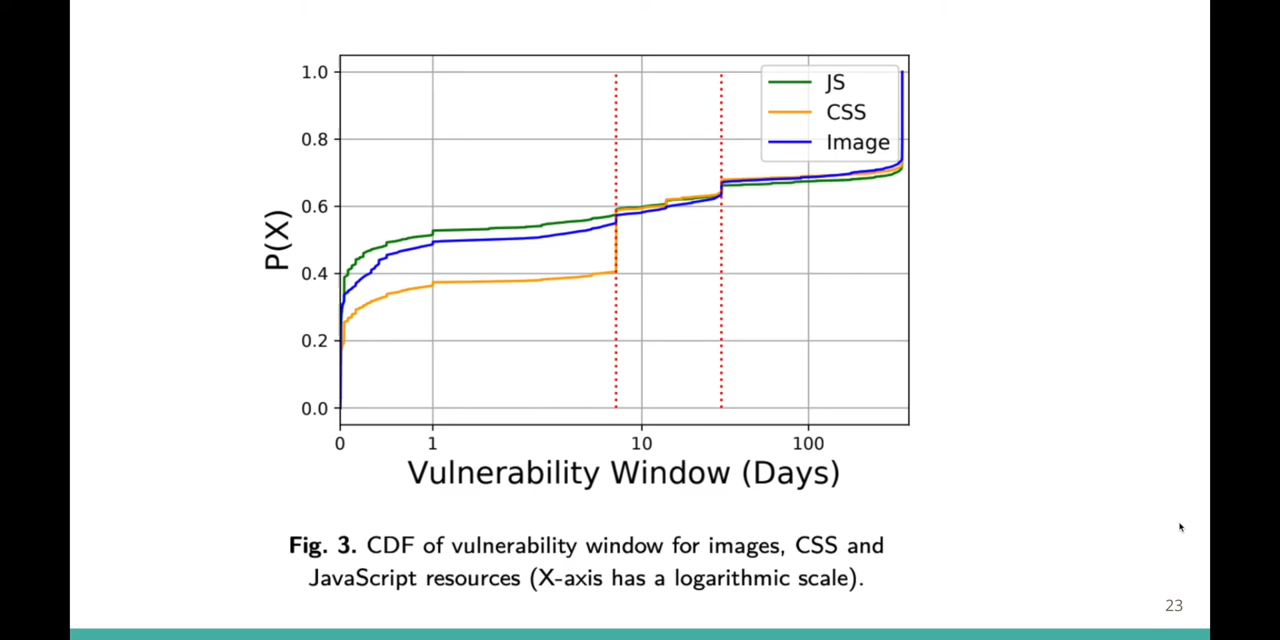 1.0
0.8
0.6
0.4
0.2
0.0
P(X)
JS
CSS
Image
0 1 10 100
Vulnerability Window (Days)
Fig. 3. CDF of vulnerability window for images, CSS and
JavaScript resources (X-axis has a logarithmic scale).
23